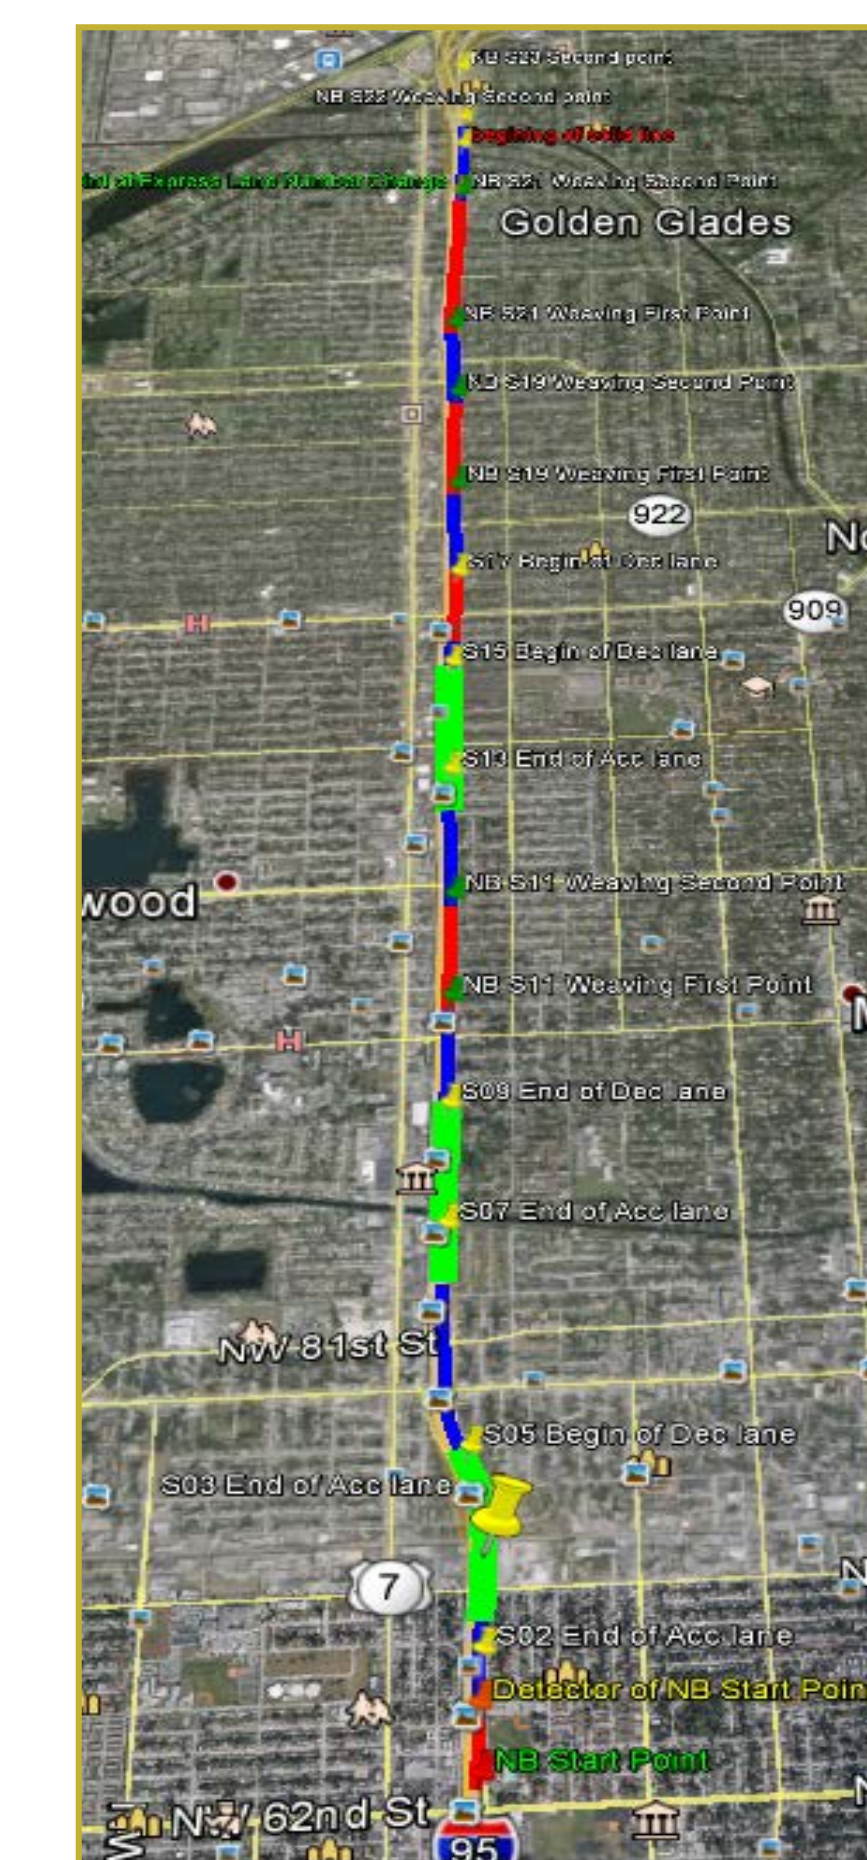 NB S23 Second point
NB S22 Weaving Second point
begining of solid line
Express Lane Number Change
NB S21 Weaving Second Point
Golden Glades
NB S21 Weaving First Point
NB S19 Weaving Second Point
NB S19 Weaving First Point
922
S17 Begin of Dec lane
909
S15 Begin of Dec lane
S13 End of Acc lane
NB S11 Weaving Second Point
wood
NB S11 Weaving First Point
S09 End of Dec lane
S07 End of Acc lane
NW 81st St
S05 Begin of Dec lane
S03 End of Acc lane
7
S02 End of Acc lane
Detector of NB Start Poin
NB Start Point
NW 62nd St
95